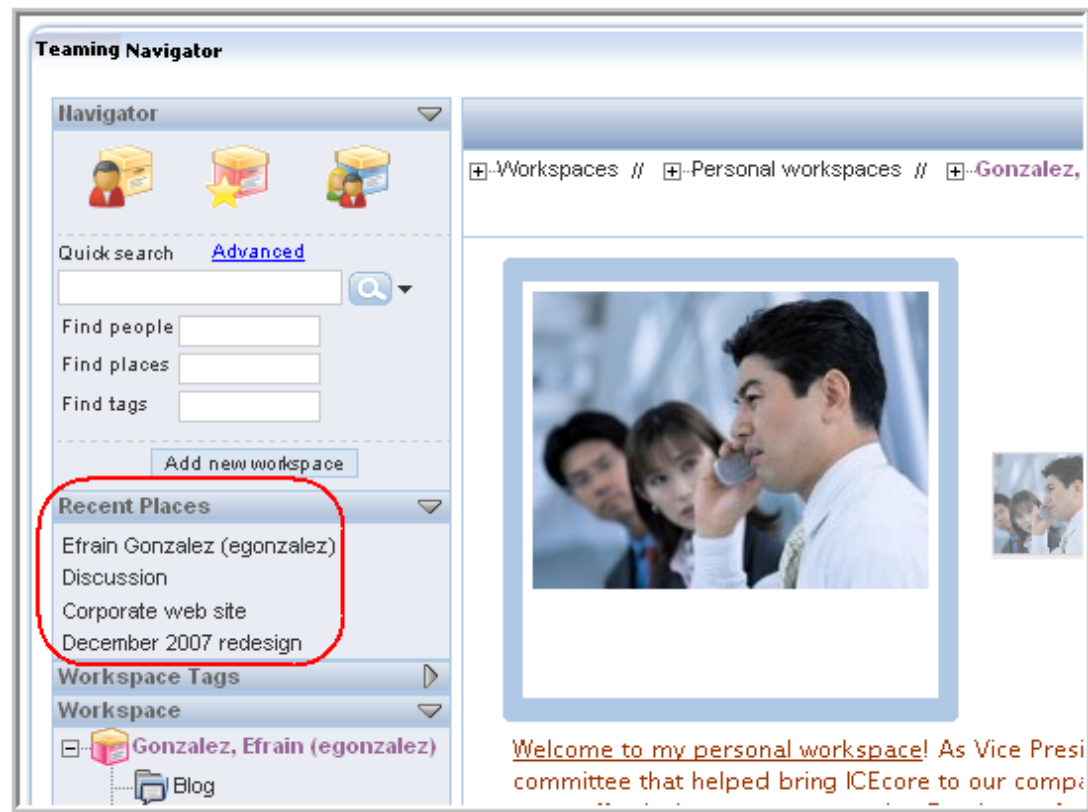 Teaming Navigator
Navigator
Quick search Advanced
Find people
Find places
Find tags
Add new workspace
Recent Places
Efrain Gonzalez (egonzalez)
Discussion
Corporate web site
December 2007 redesign
Workspace Tags
Workspace
Gonzalez, Efrain (egonzalez)
Blog
Workspaces // Personal workspaces // Gonzalez,
Welcome to my personal workspace! As Vice Presi
committee that helped bring ICEcore to our compa